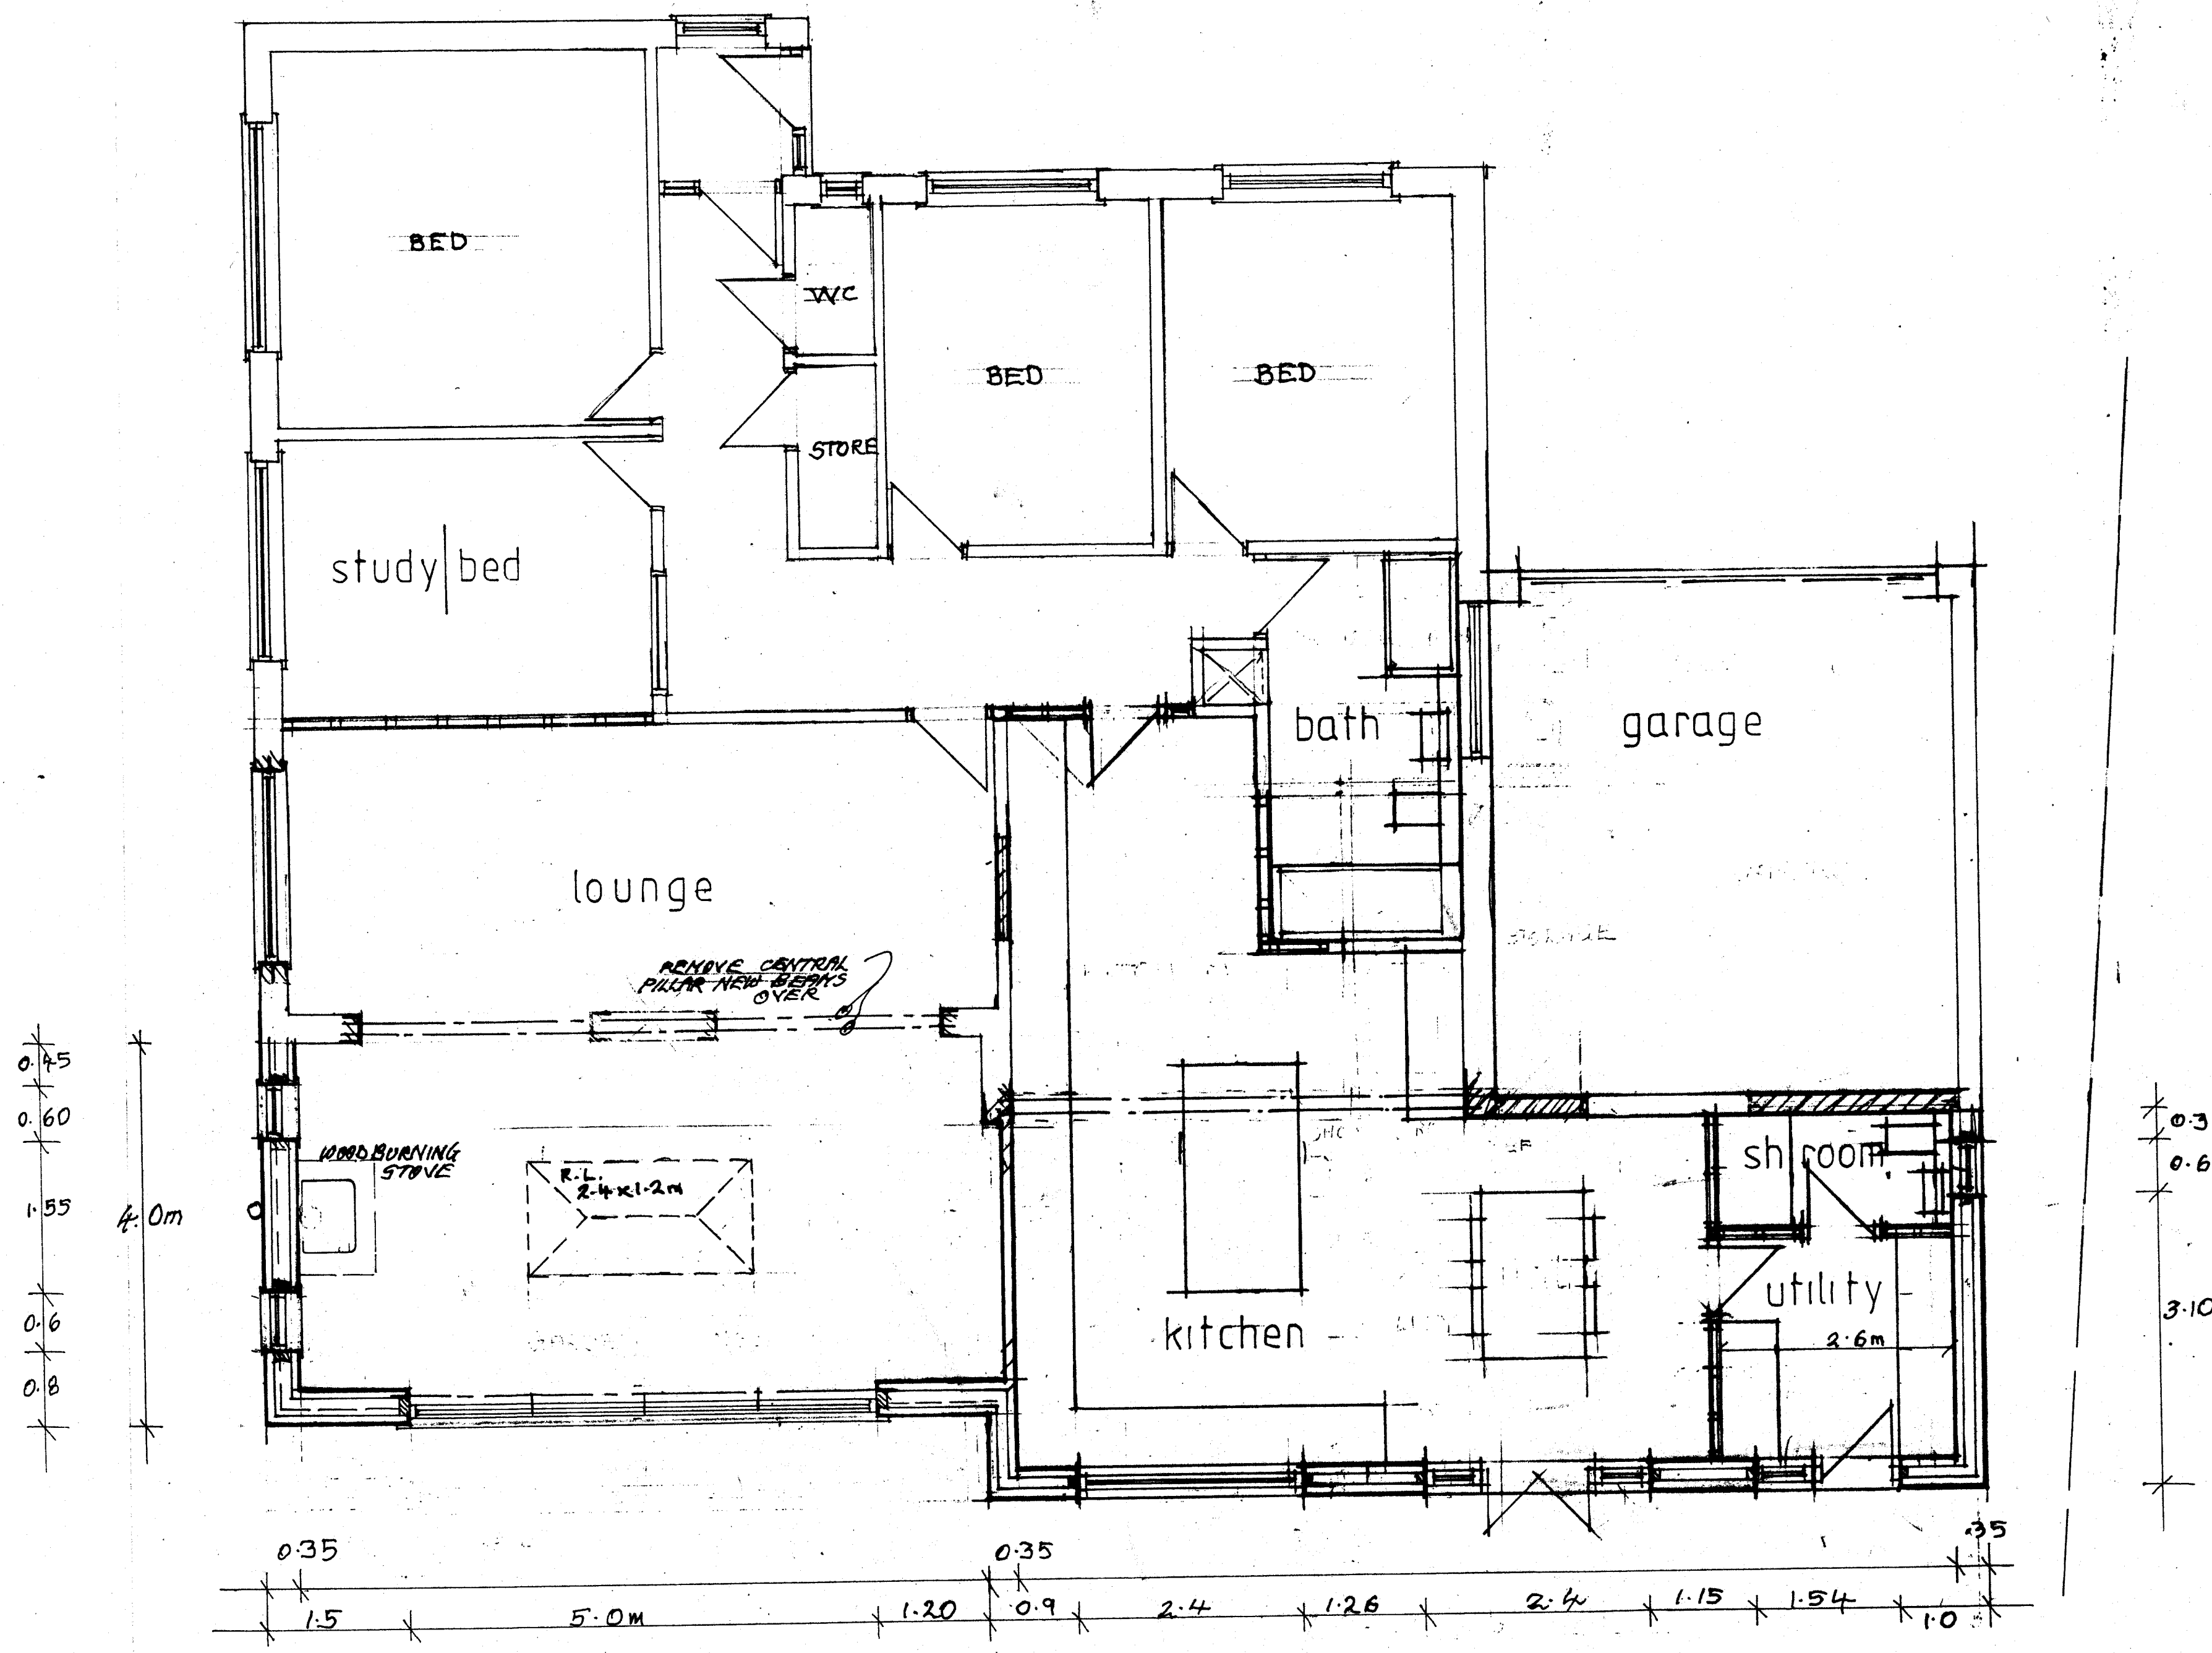 BED
WC
BED
BED
STORE
study bed
bath
garage
lounge
REMOVE CENTRAL
PILLAR NEW BEAMS
OVER
0.45
0.60
1.55
4.0m
0.6
0.8
WOODBURNING
STOVE
R.L.
2.4x1.2m
kitchen
sh room
utility
2.6m
0.3
0.6
3.10
0.35
0.35
.35
1.5
5.0m
1.20
0.9
2.4
1.26
2.4
1.15
1.54
1.0